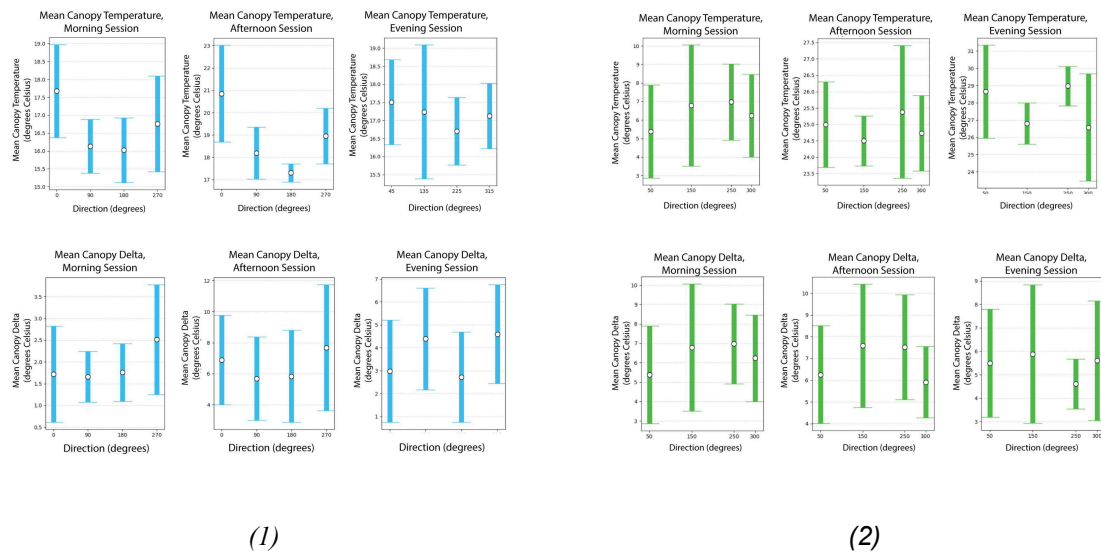 Mean Canopy Temperature,
Morning Session
Mean Canopy Temperature
(degrees Celsius)
19.0
18.5
18.0
17.5
17.0
16.5
16.0
15.5
15.0
0 90 180 270
Direction (degrees)
Mean Canopy Temperature,
Afternoon Session
Mean Canopy Temperature
(degrees Celsius)
23
22
21
20
19
18
17
0 90 180 270
Direction (degrees)
Mean Canopy Temperature,
Evening Session
Mean Canopy Temperature
(degrees Celsius)
19.0
18.5
18.0
17.5
17.0
16.5
16.0
15.5
45 135 225 315
Direction (degrees)
Mean Canopy Delta,
Morning Session
Mean Canopy Delta
(degrees Celsius)
3.5
3.0
2.5
2.0
1.5
1.0
0.5
0 90 180 270
Direction (degrees)
Mean Canopy Delta,
Afternoon Session
Mean Canopy Delta
(degrees Celsius)
12
10
8
6
4
0 90 180 270
Direction (degrees)
Mean Canopy Delta,
Evening Session
Mean Canopy Delta
(degrees Celsius)
7
6
5
4
3
2
1
Direction (degrees)
(1)
Mean Canopy Temperature,
Morning Session
Mean Canopy Temperature
(degrees Celsius)
10
9
8
7
6
5
4
3
50 150 250 300
Direction (degrees)
Mean Canopy Temperature,
Afternoon Session
Mean Canopy Temperature
(degrees Celsius)
27.5
27.0
26.5
26.0
25.5
25.0
24.5
24.0
23.5
50 150 250 300
Direction (degrees)
Mean Canopy Temperature,
Evening Session
Mean Canopy Temperature
(degrees Celsius)
31
30
29
28
27
26
25
24
50 150 250 300
Direction (degrees)
Mean Canopy Delta,
Morning Session
Mean Canopy Delta
(degrees Celsius)
10
9
8
7
6
5
4
3
50 150 250 300
Direction (degrees)
Mean Canopy Delta,
Afternoon Session
Mean Canopy Delta
(degrees Celsius)
10
9
8
7
6
5
4
50 150 250 300
Direction (degrees)
Mean Canopy Delta,
Evening Session
Mean Canopy Delta
(degrees Celsius)
9
8
7
6
5
4
3
50 150 250 300
Direction (degrees)
(2)